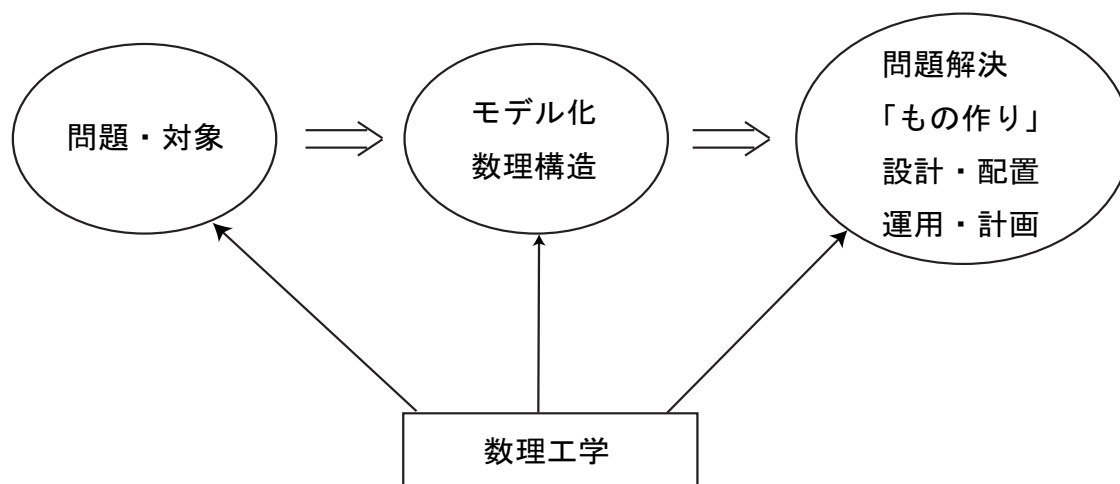 問題・対象
モデル化
数理構造
問題解決
「もの作り」
設計・配置
運用・計画
数理工学